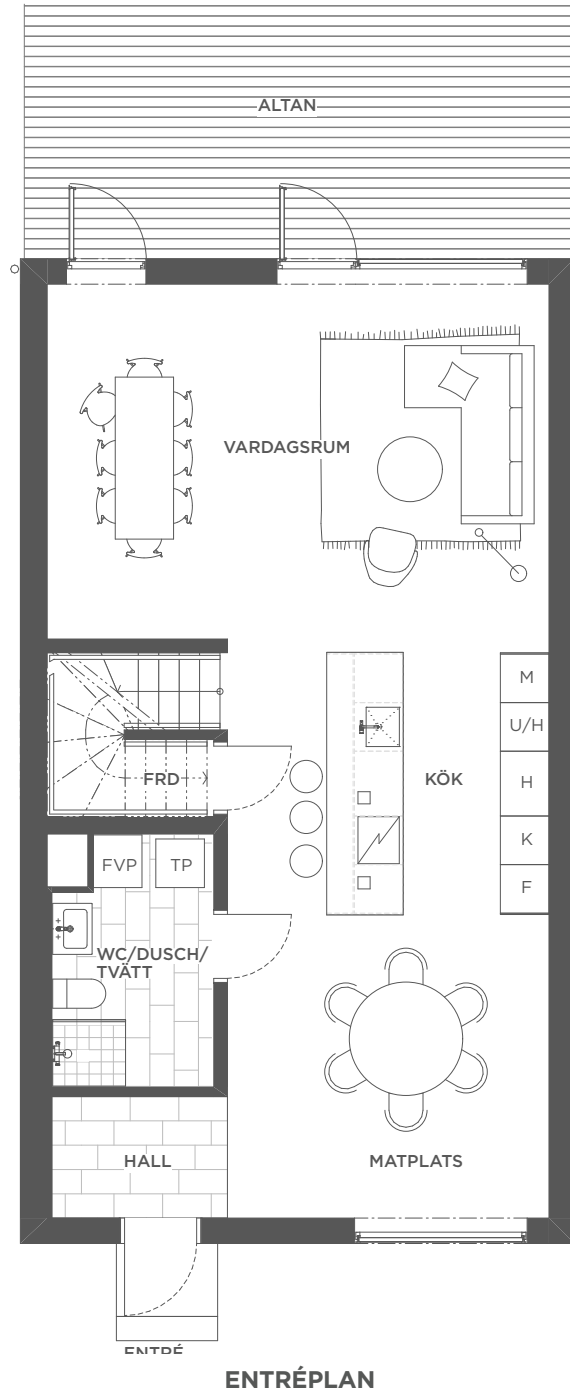 ALTAN
VARDAGSRUM
M
U/H
H
K
F
KÖK
FRD
FVP
TP
WC/DUSCH/
TVÄTT
HALL
MATPLATS
ENTRÉ
ENTRÉPLAN